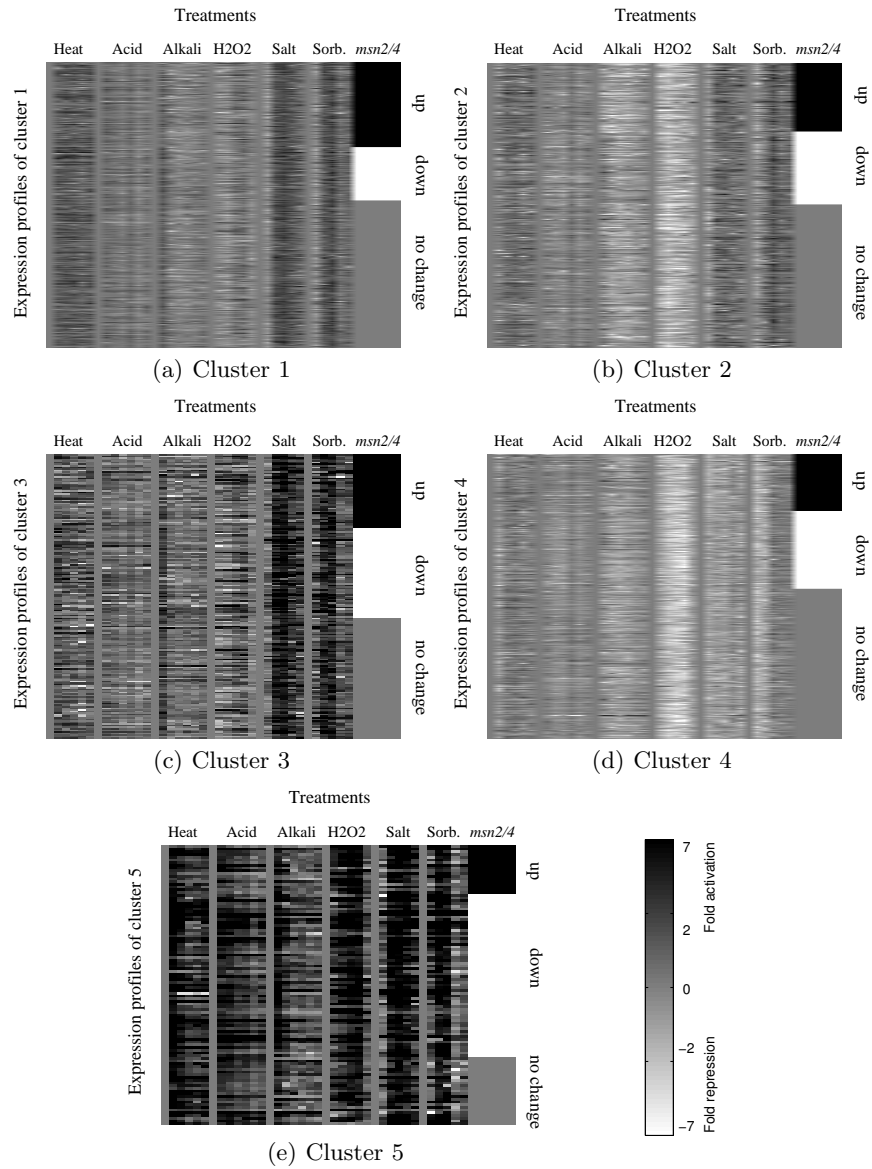 Treatments
Heat Acid Alkali H2O2 Salt Sorb. msn2/4
Expression profiles of cluster 1
up
down
no change
(a) Cluster 1
Heat Acid Alkali H2O2 Salt Sorb. msn2/4
Treatments
Expression profiles of cluster 2
up
down
no change
(b) Cluster 2
Treatments
Heat Acid Alkali H2O2 Salt Sorb. msn2/4
Expression profiles of cluster 3
up
down
no change
(c) Cluster 3
Treatments
Heat Acid Alkali H2O2 Salt Sorb. msn2/4
Expression profiles of cluster 4
up
down
no change
(d) Cluster 4
Treatments
Heat Acid Alkali H2O2 Salt Sorb. msn2/4
Expression profiles of cluster 5
up
down
no change
(e) Cluster 5
7
2
0
−2
−7
Fold activation
Fold repression